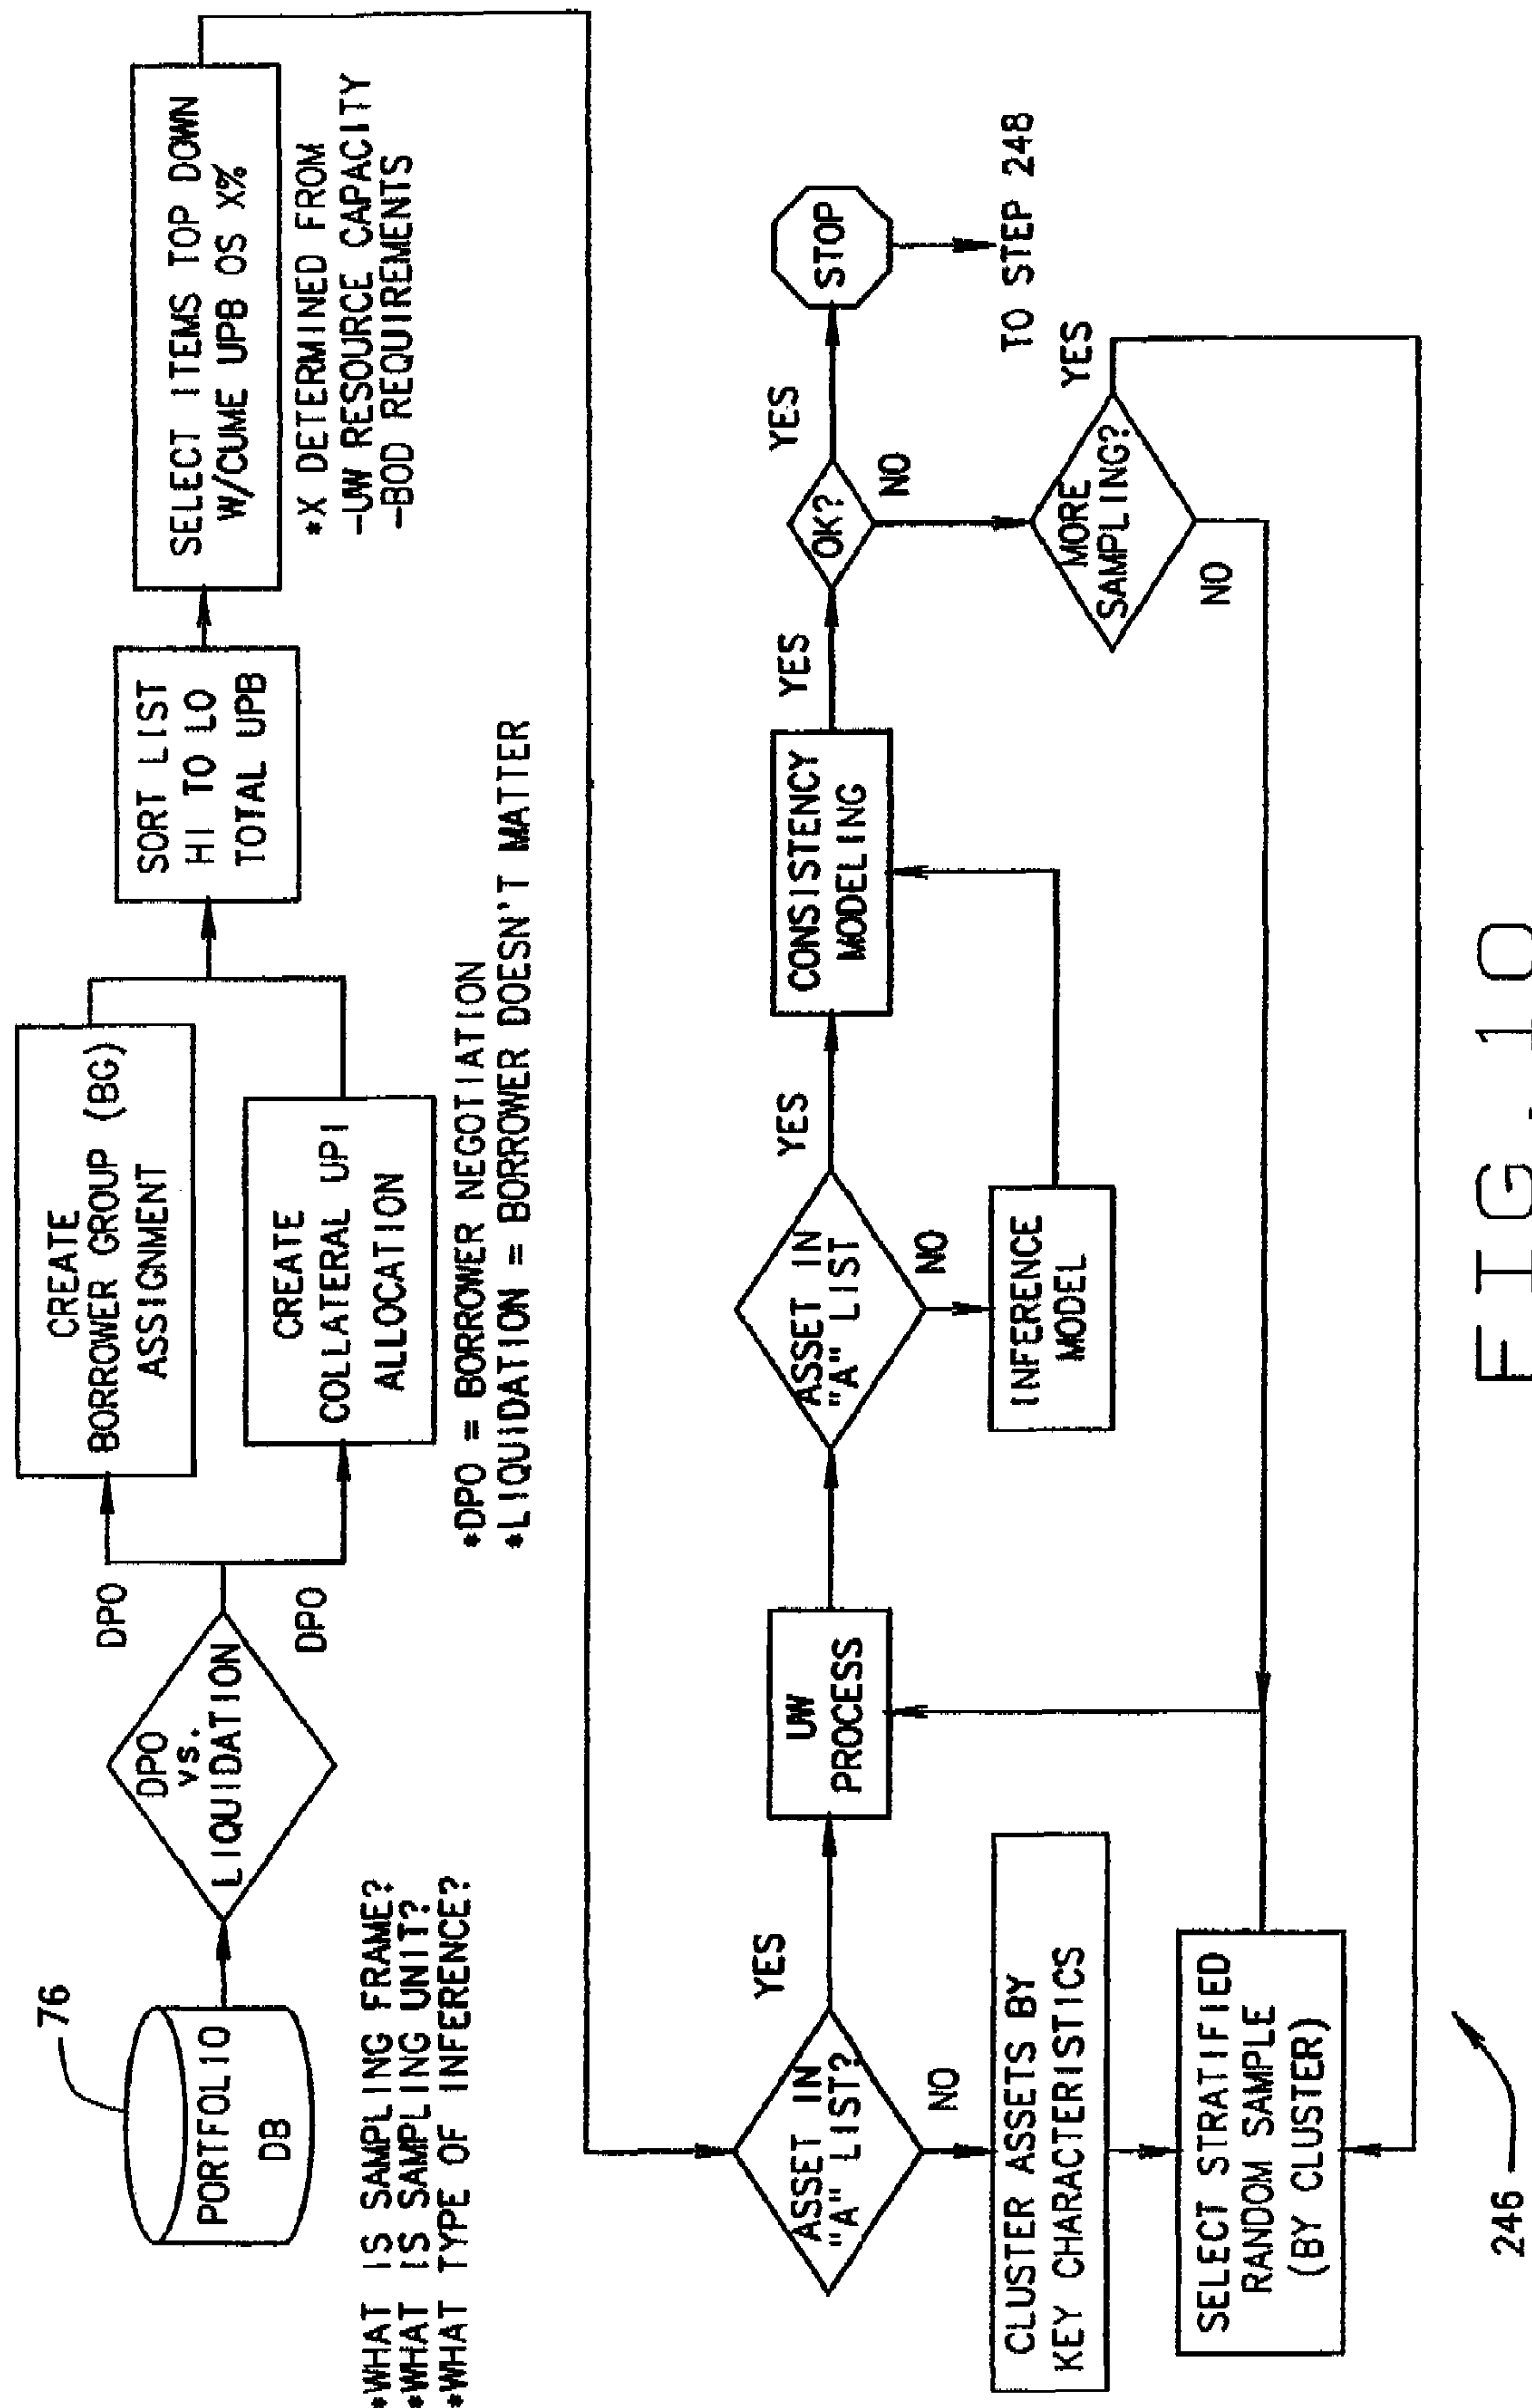 76
PORTFOLIO
DB
*WHAT IS SAMPLING FRAME?
*WHAT IS SAMPLING UNIT?
*WHAT TYPE OF INFERENCE?
DPO
vs.
LIQUIDATION
DPO
DPO
CREATE
BORROWER GROUP (BG)
ASSIGNMENT
CREATE
COLLATERAL UPI
ALLOCATION
*DPO = BORROWER NEGOTIATION
*LIQUIDATION = BORROWER DOESN'T MATTER
SORT LIST
HI TO LO
TOTAL UPB
SELECT ITEMS TOP DOWN
W/CUME UPB OS X%
*X DETERMINED FROM
-UW RESOURCE CAPACITY
-BOD REQUIREMENTS
ASSET IN
"A" LIST?
YES
NO
CLUSTER ASSETS BY
KEY CHARACTERISTICS
SELECT STRATIFIED
RANDOM SAMPLE
(BY CLUSTER)
UW
PROCESS
ASSET IN
"A" LIST
YES
NO
INFERENCE
MODEL
CONSISTENCY
MODELING
YES
OK?
YES
NO
STOP
TO STEP 248
MORE
SAMPLING?
YES
NO
246
FIG.10